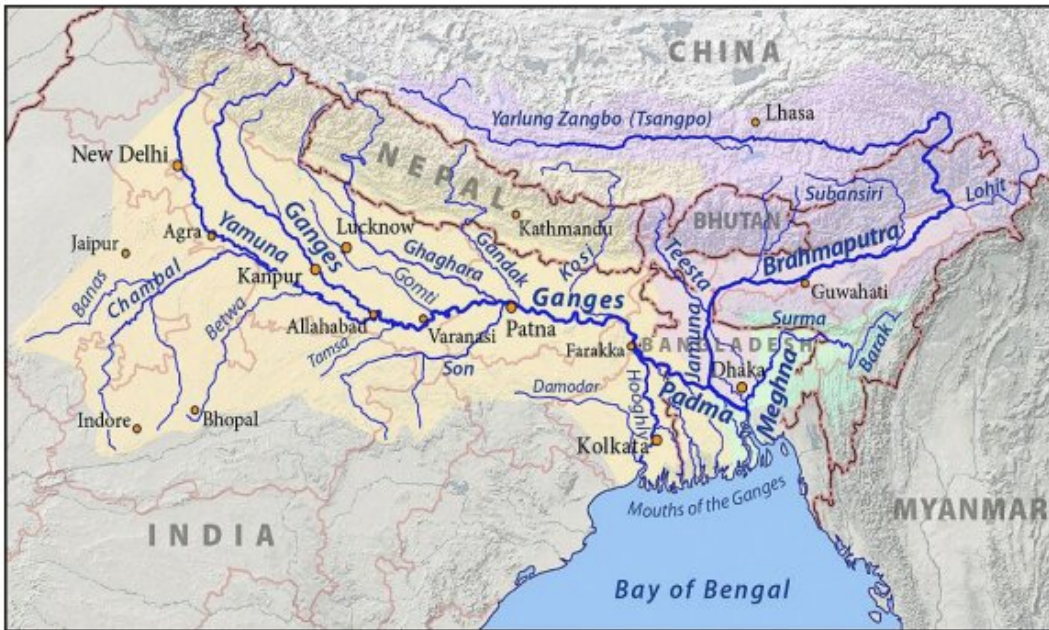 CHINA
Yarlung Zangbo (Tsangpo)
Lhasa
New Delhi
NEPAL
Subansiri
Lohit
BHUTAN
Kathmandu
Agra
Yamuna
Ganges
Lucknow
Ghaghara
Gandak
Kosi
Teesta
Brahmaputra
Jaipur
Banas
Chambal
Kanpur
Gomti
Betwa
Ganges
Guwahati
Allahabad
Varanasi
Patna
Surma
Tamsa
Son
Farakka
BANGLADESH
Jamuna
Barak
Dhaka
Meghna
Damodar
Hooghly
Padma
Indore
Bhopal
Kolkata
Mouths of the Ganges
INDIA
MYANMAR
Bay of Bengal